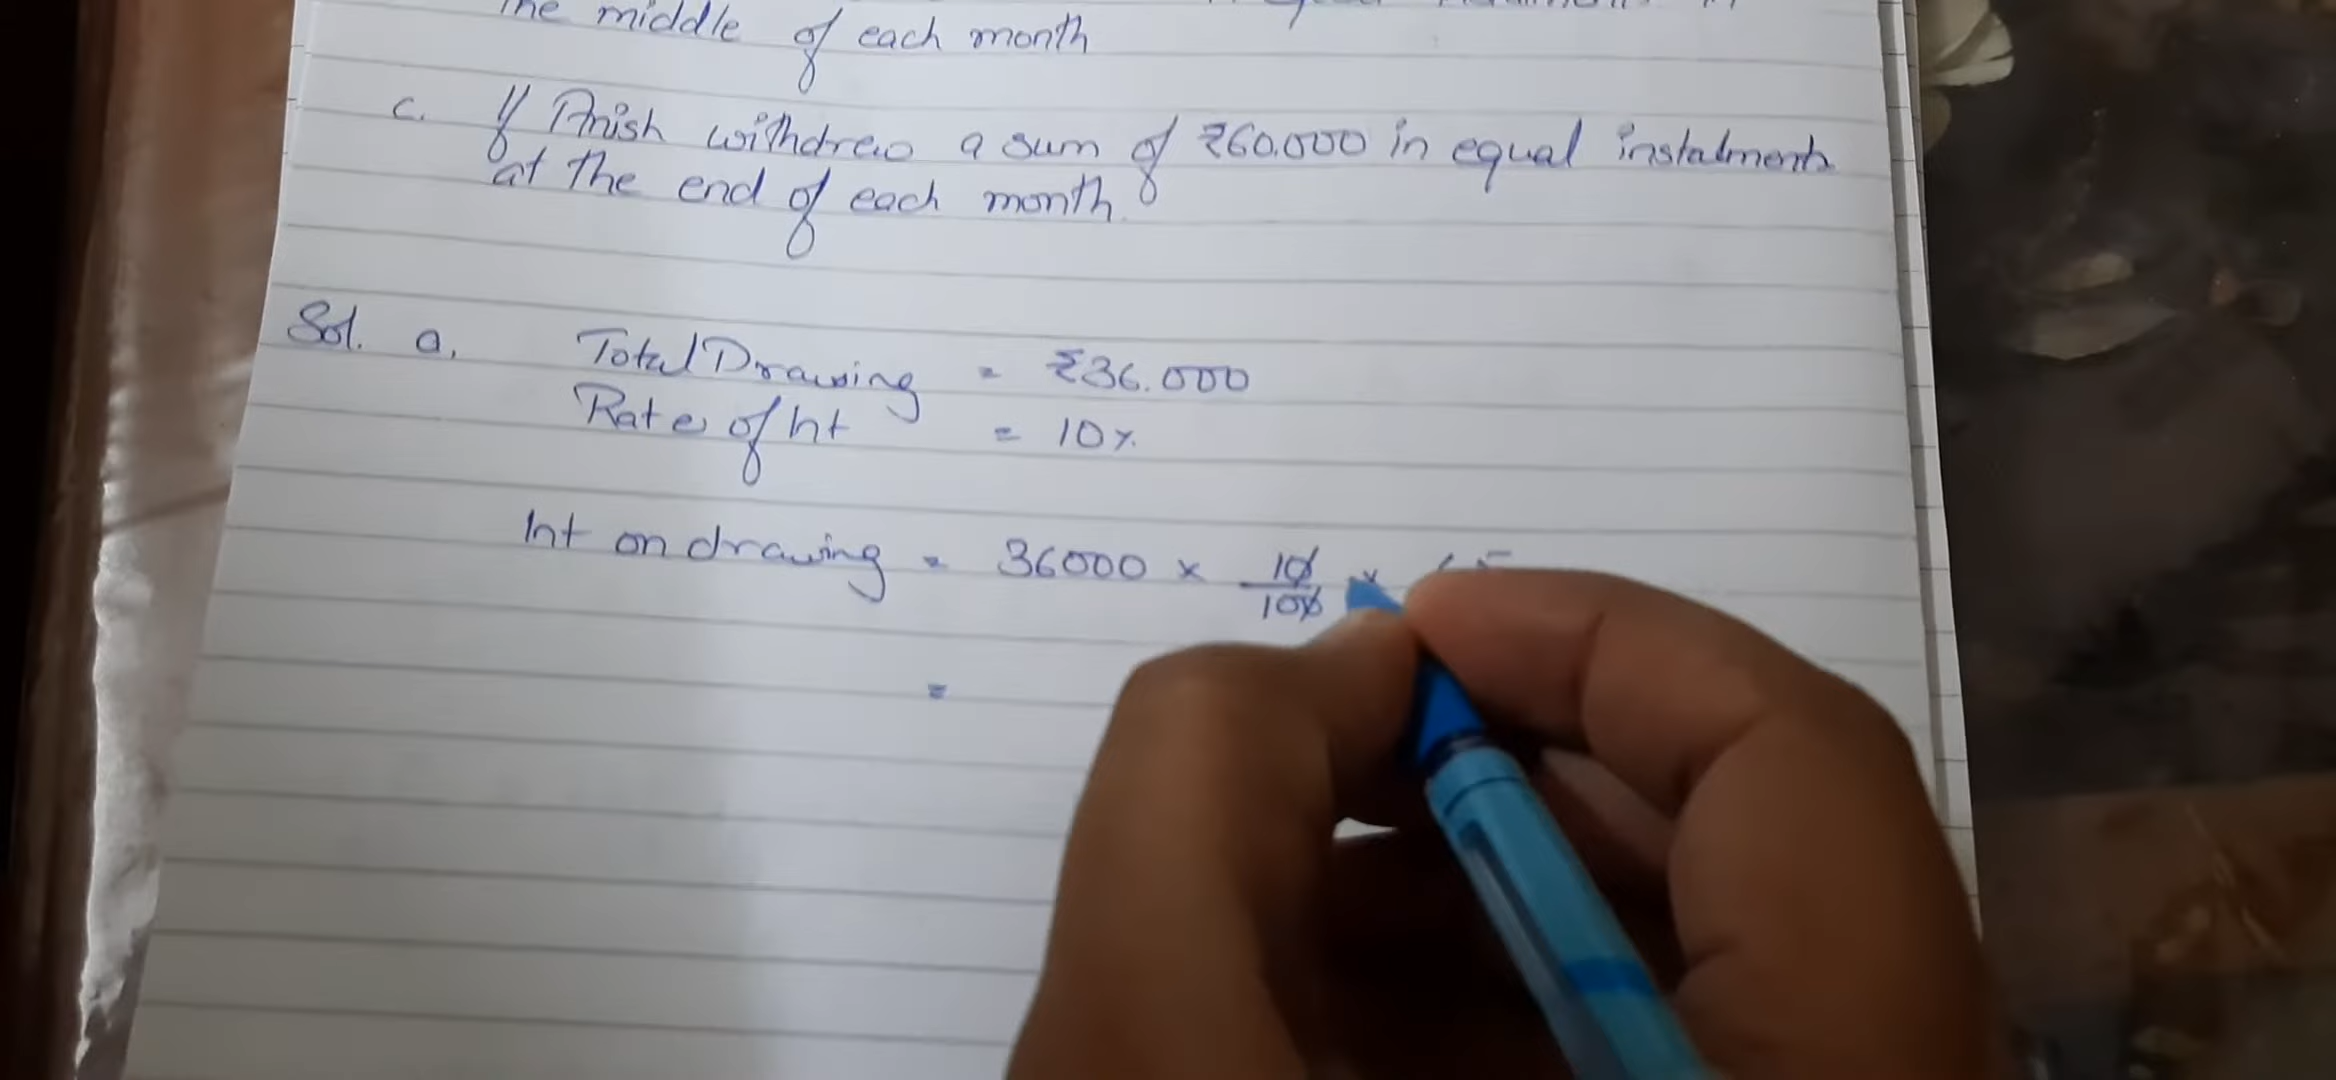 the middle of each month
c. If Anish withdrew a sum of ₹60.000 in equal instalments
at the end of each month.
Sol. a. Total Drawing = ₹36.000
Rate of Int = 10%
Int on drawing = 36000 × 10/100 ×
=